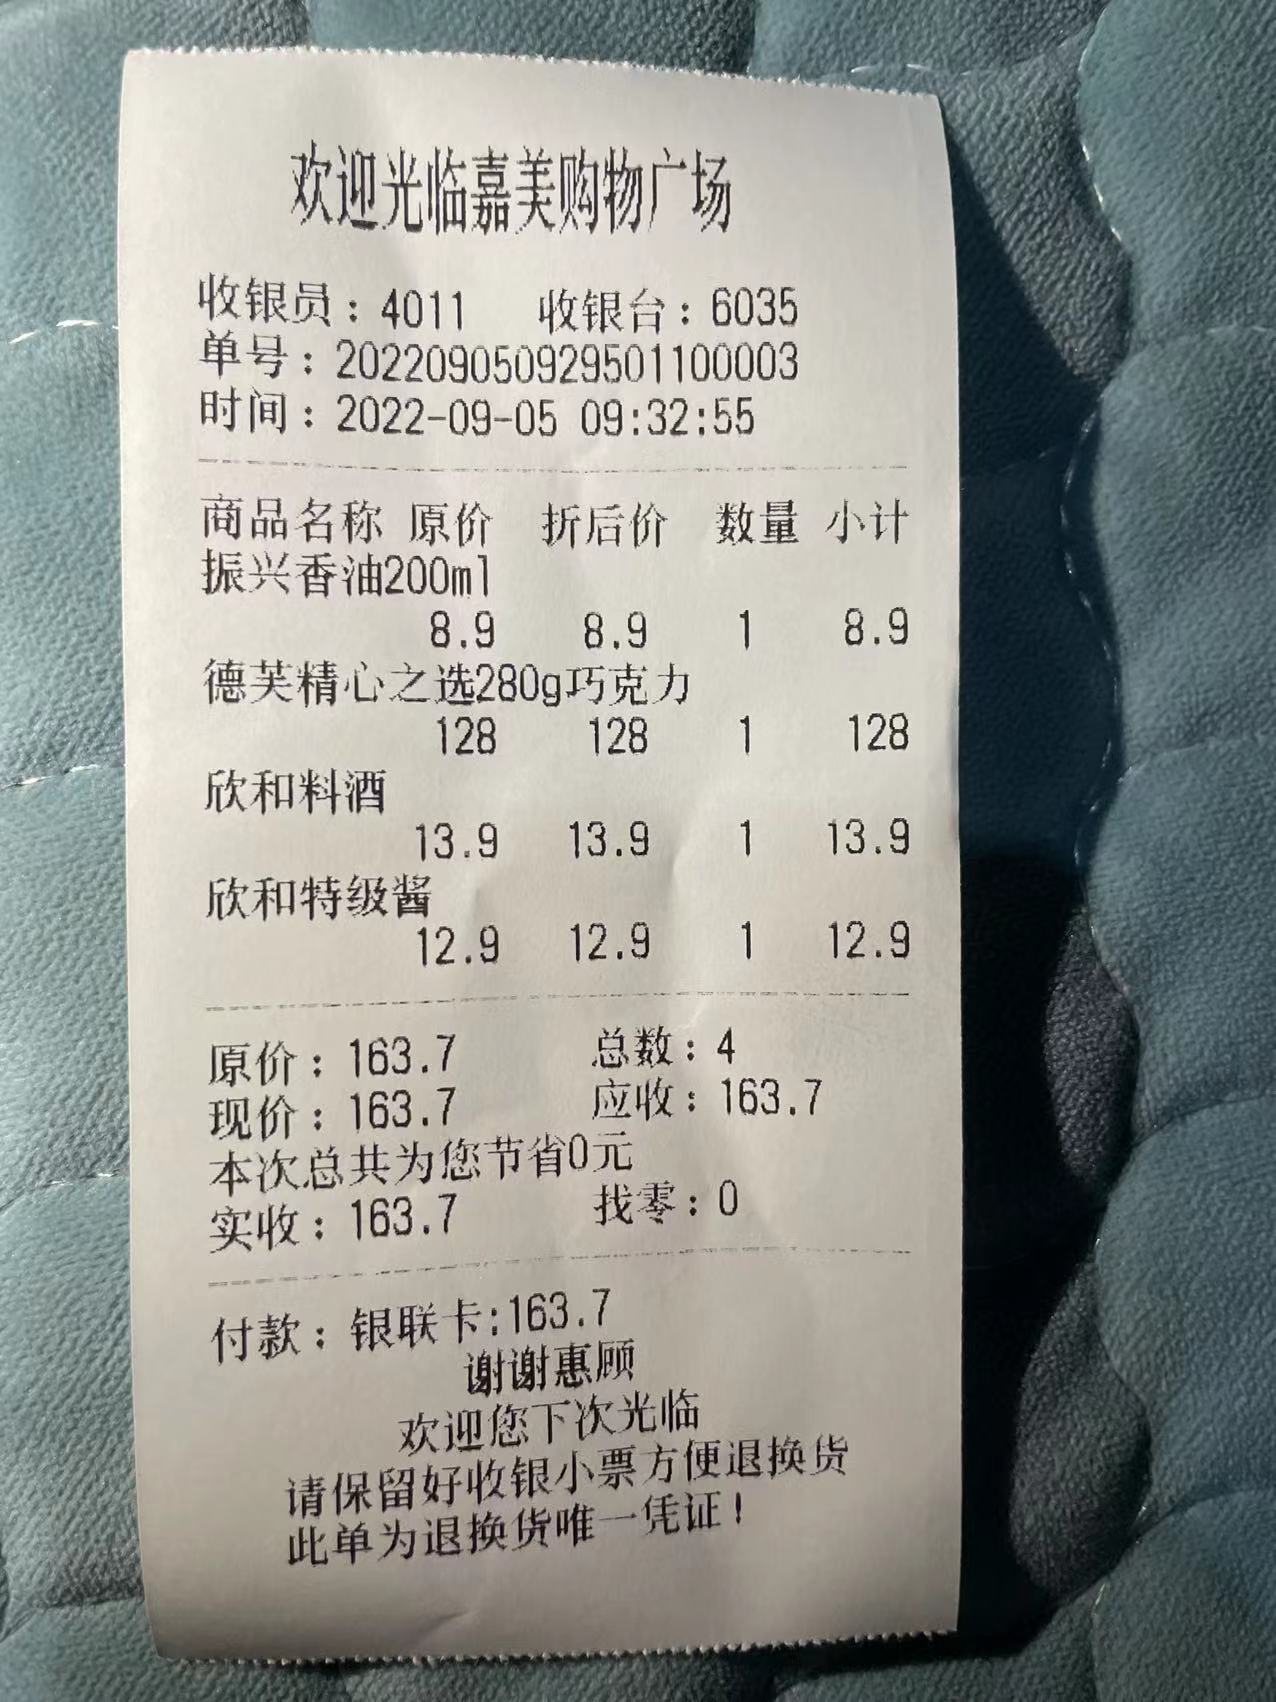 欢迎光临嘉美购物广场
收银员：4011 收银台：6035
单号：202209050929501100003
时间：2022-09-05 09:32:55
商品名称 原价 折后价 数量 小计
振兴香油200ml
8.9 8.9 1 8.9
德芙精心之选280g巧克力
128 128 1 128
欣和料酒
13.9 13.9 1 13.9
欣和特级酱
12.9 12.9 1 12.9
原价：163.7 总数：4
现价：163.7 应收：163.7
本次总共为您节省0元
实收：163.7 找零：0
付款：银联卡:163.7
谢谢惠顾
欢迎您下次光临
请保留好收银小票方便退换货
此单为退换货唯一凭证！